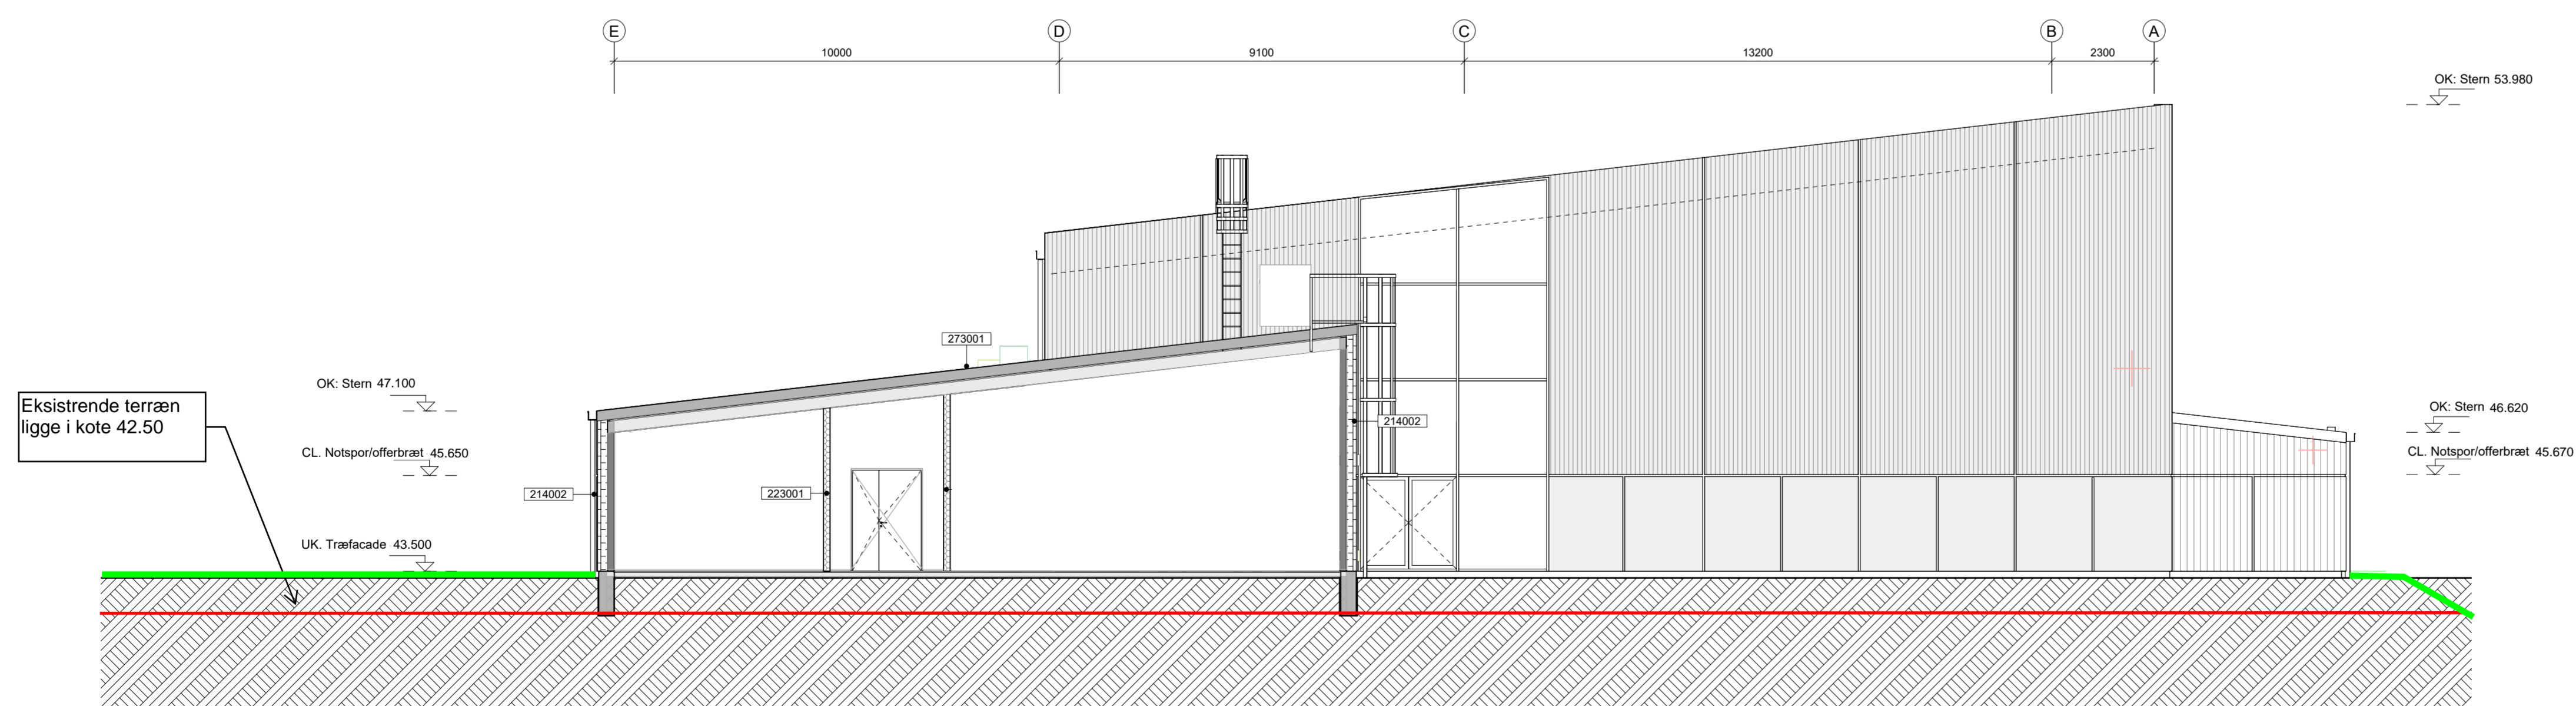 E
D
C
B
A
10000
9100
13200
2300
OK: Stern 53.980
273001
OK: Stern 47.100
Eksistrende terræn
ligge i kote 42.50
OK: Stern 46.620
214002
CL. Notspor/offerbræt 45.650
CL. Notspor/offerbræt 45.670
214002
223001
UK. Træfacade 43.500